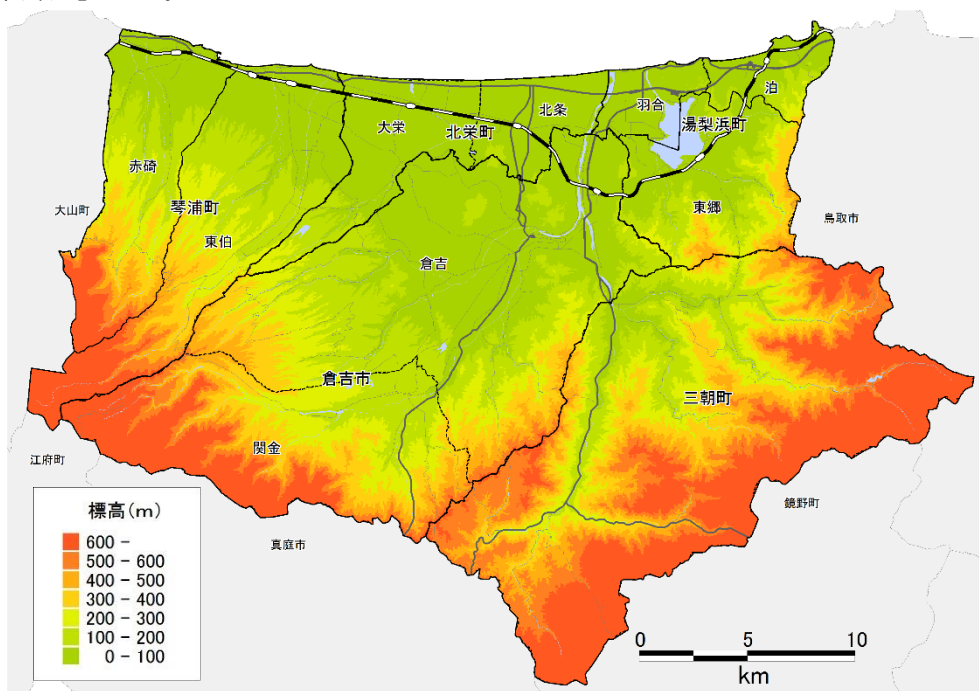 泊
北条
羽合
大栄
北栄町
湯梨浜町
赤碕
大山町
琴浦町
東郷
鳥取市
東伯
倉吉
倉吉市
三朝町
関金
江府町
鏡野町
真庭市
標高(m)
600 -
500 - 600
400 - 500
300 - 400
200 - 300
100 - 200
0 - 100
0 5 10
km